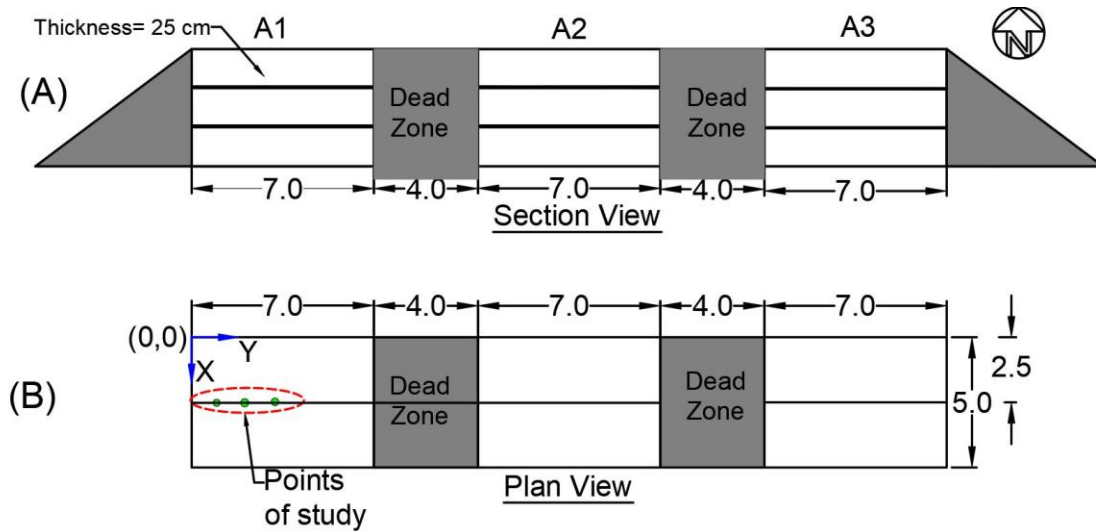 Thickness= 25 cm
A1
A2
A3
N
(A)
Dead
Zone
Dead
Zone
7.0
4.0
7.0
4.0
7.0
Section View
7.0
4.0
7.0
4.0
7.0
(0,0)
Y
X
2.5
(B)
Dead
Zone
Dead
Zone
5.0
Points
of study
Plan View